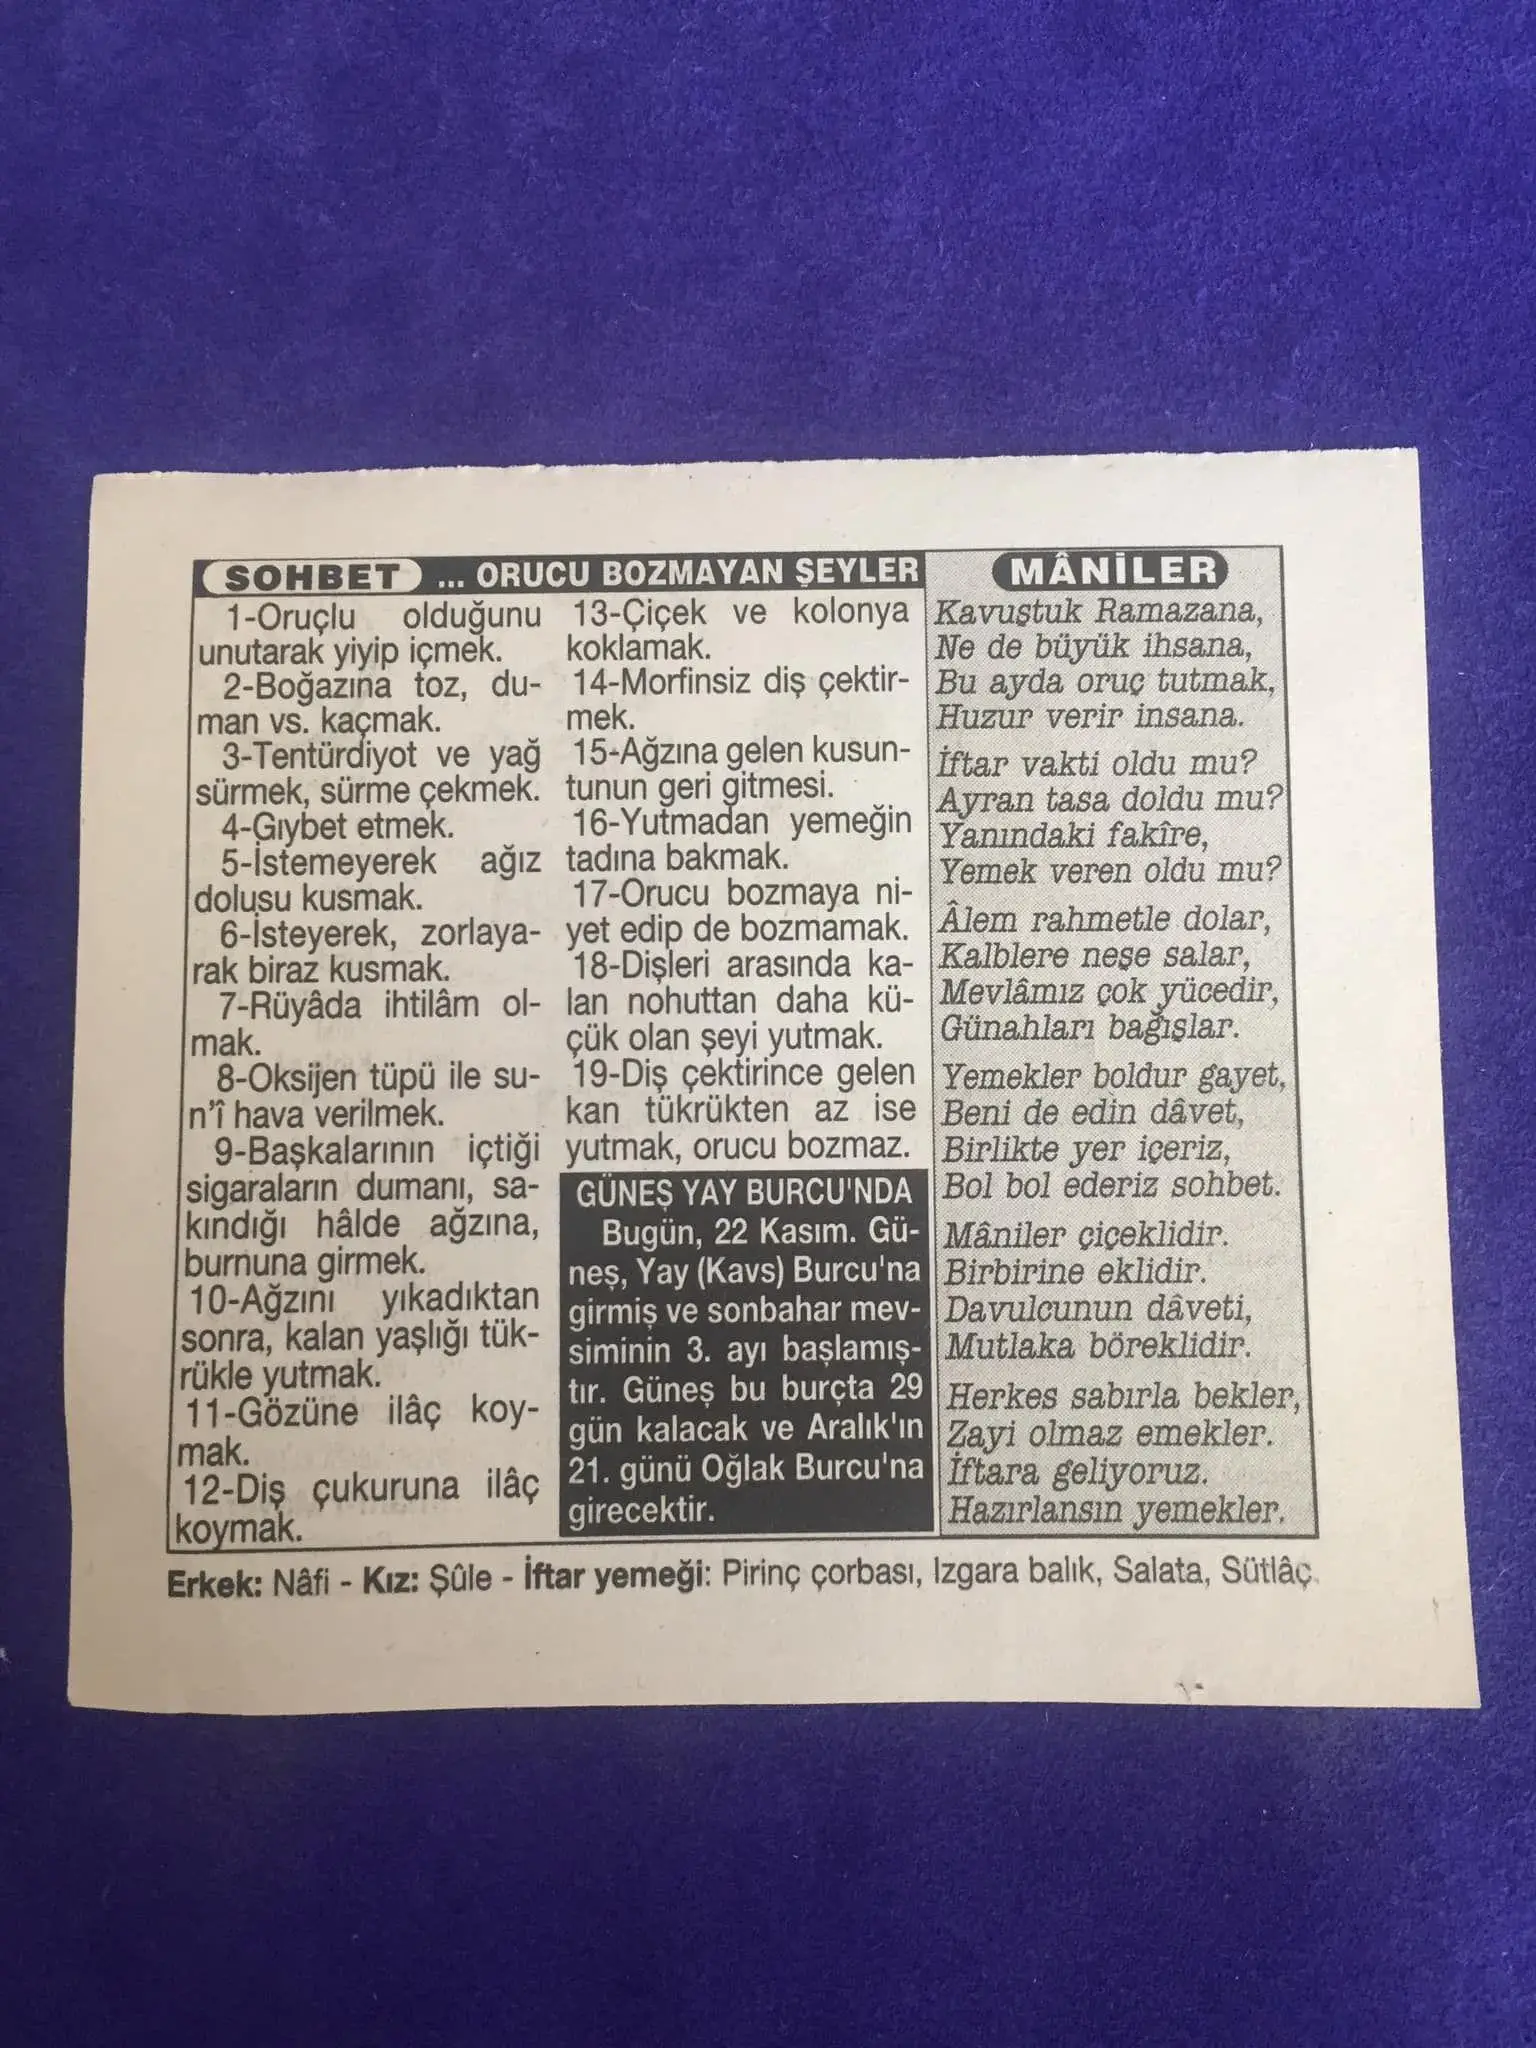 SOHBET ... ORUCU BOZMAYAN ŞEYLER
1-Oruçlu olduğunu
unutarak yiyip içmek.
2-Boğazına toz, du-
man vs. kaçmak.
3-Tentürdiyot ve yağ
sürmek, sürme çekmek.
4-Gıybet etmek.
5-İstemeyerek ağız
dolusu kusmak.
6-İsteyerek, zorlaya-
rak biraz kusmak.
7-Rüyâda ihtilâm ol-
mak.
8-Oksijen tüpü ile su-
n'î hava verilmek.
9-Başkalarının içtiği
sigaraların dumanı, sa-
kındığı hâlde ağzına,
burnuna girmek.
10-Ağzını yıkadıktan
sonra, kalan yaşlığı tük-
rükle yutmak.
11-Gözüne ilâç koy-
mak.
12-Diş çukuruna ilâç
koymak.
13-Çiçek ve kolonya
koklamak.
14-Morfinsiz diş çektir-
mek.
15-Ağzına gelen kusun-
tunun geri gitmesi.
16-Yutmadan yemeğin
tadına bakmak.
17-Orucu bozmaya ni-
yet edip de bozmamak.
18-Dişleri arasında ka-
lan nohuttan daha kü-
çük olan şeyi yutmak.
19-Diş çektirince gelen
kan tükrükten az ise
yutmak, orucu bozmaz.
GÜNEŞ YAY BURCU'NDA
Bugün, 22 Kasım. Gü-
neş, Yay (Kavs) Burcu'na
girmiş ve sonbahar mev-
siminin 3. ayı başlamış-
tır. Güneş bu burçta 29
gün kalacak ve Aralık'ın
21. günü Oğlak Burcu'na
girecektir.
MÂNİLER
Kavuştuk Ramazana,
Ne de büyük ihsana,
Bu ayda oruç tutmak,
Huzur verir insana.
İftar vakti oldu mu?
Ayran tasa doldu mu?
Yanındaki fakîre,
Yemek veren oldu mu?
Âlem rahmetle dolar,
Kalblere neşe salar,
Mevlâmız çok yücedir,
Günahları bağışlar.
Yemekler boldur gayet,
Beni de edin dâvet,
Birlikte yer içeriz,
Bol bol ederiz sohbet.
Mâniler çiçeklidir.
Birbirine eklidir.
Davulcunun dâveti,
Mutlaka böreklidir.
Herkes sabırla bekler,
Zayi olmaz emekler.
İftara geliyoruz.
Hazırlansın yemekler.
Erkek: Nâfi - Kız: Şûle - İftar yemeği: Pirinç çorbası, Izgara balık, Salata, Sütlâç.